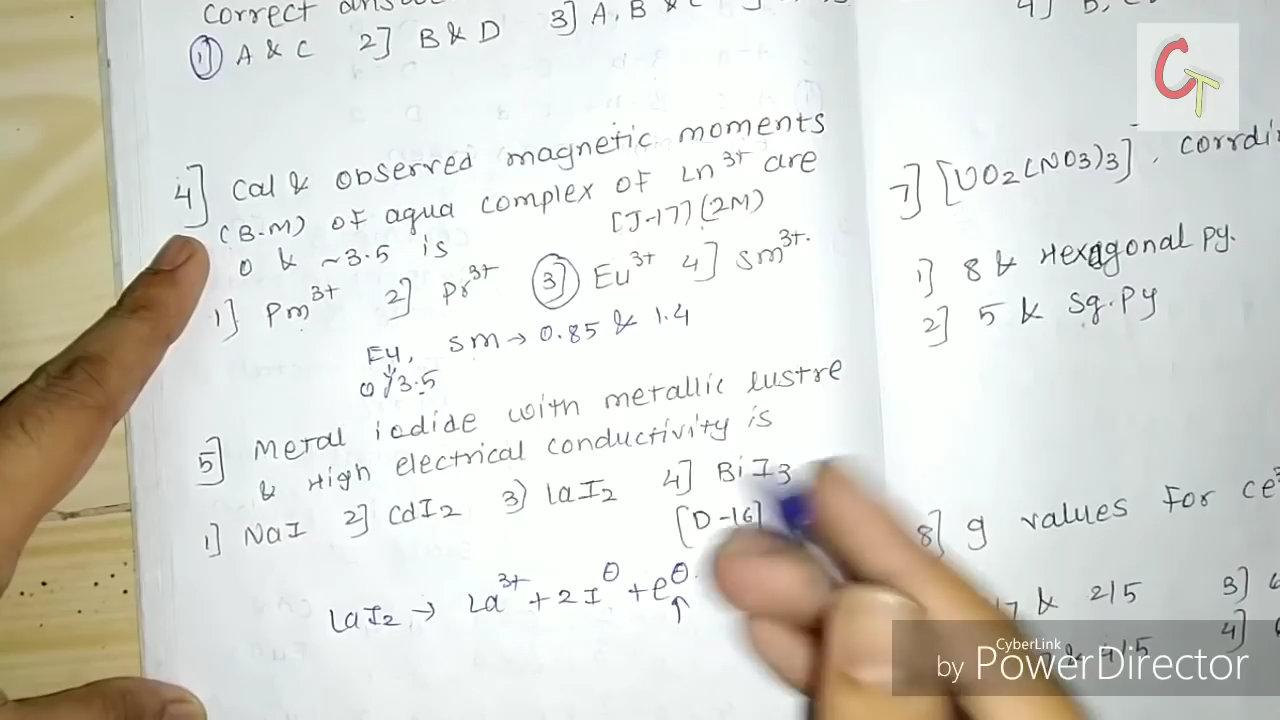 correct
1] A & C 2] B & D 3] A, B & C
4] Cal & observed magnetic moments
(B.M) of aqua complex of Ln3+ are
0 & ~3.5 is [J-17] (2M)
1] Pm3+ 2] Pr3+ 3] Eu3+ 4] Sm3+.
Eu, Sm → 0.85 & 1.4
0 3.5
5] Metal iodide with metallic lustre
& High electrical conductivity is
1] NaI 2] CdI2 3] LaI2 4] BiI3
[D-16]
LaI2 → La3+ + 2I⊖ + e⊖
4] B,
7] [UO2(NO3)3]-, corrdi
1] 8 & Hexagonal py.
2] 5 & Sq.py
8] g values for Ce3
/7 & 2/5 3]
& 4/5 4]
CT
CyberLink
by PowerDirector